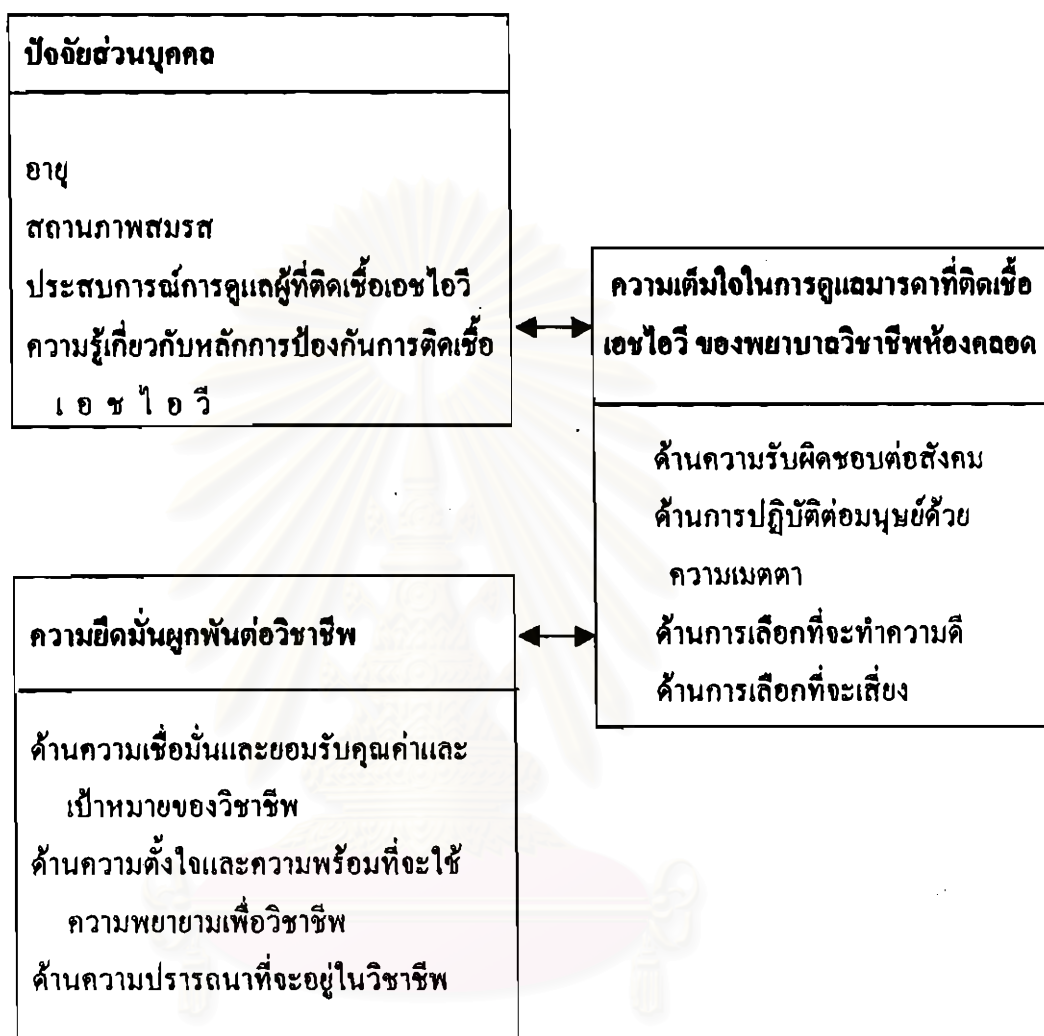 ปัจจัยส่วนบุคคล
อายุ
สถานภาพสมรส
ประสบการณ์การดูแลผู้ที่ติดเชื้อเอชไอวี
ความรู้เกี่ยวกับหลักการป้องกันการติดเชื้อ
เ อ ช ไ อ วี
ความเต็มใจในการดูแลมารดาที่ติดเชื้อ
เอชไอวี ของพยาบาลวิชาชีพห้องคลอด
ด้านความรับผิดชอบต่อสังคม
ด้านการปฏิบัติต่อมนุษย์ด้วย
ความเมตตา
ด้านการเลือกที่จะทำความดี
ด้านการเลือกที่จะเสี่ยง
ความยึดมั่นผูกพันต่อวิชาชีพ
ด้านความเชื่อมั่นและยอมรับคุณค่าและ
เป้าหมายของวิชาชีพ
ด้านความตั้งใจและความพร้อมที่จะใช้
ความพยายามเพื่อวิชาชีพ
ด้านความปรารถนาที่จะอยู่ในวิชาชีพ